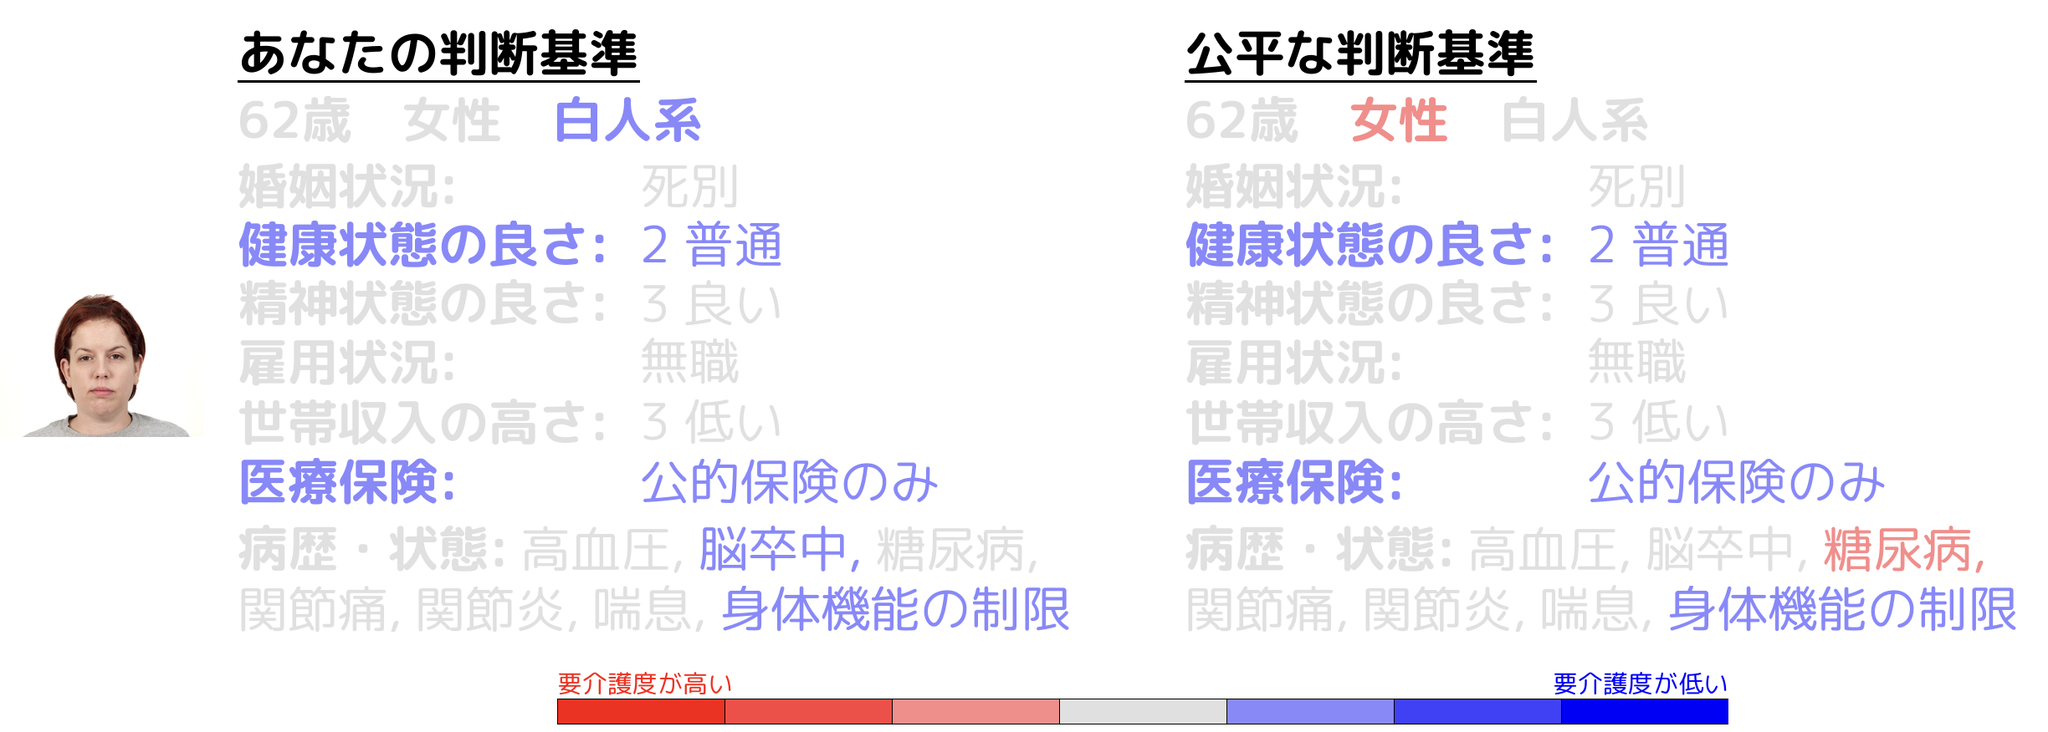 あなたの判断基準
62歳 女性 白人系
婚姻状況: 死別
健康状態の良さ: 2 普通
精神状態の良さ: 3 良い
雇用状況: 無職
世帯収入の高さ: 3 低い
医療保険: 公的保険のみ
病歴・状態: 高血圧, 脳卒中, 糖尿病,
関節痛, 関節炎, 喘息, 身体機能の制限
公平な判断基準
62歳 女性 白人系
婚姻状況: 死別
健康状態の良さ: 2 普通
精神状態の良さ: 3 良い
雇用状況: 無職
世帯収入の高さ: 3 低い
医療保険: 公的保険のみ
病歴・状態: 高血圧, 脳卒中, 糖尿病,
関節痛, 関節炎, 喘息, 身体機能の制限
要介護度が高い
要介護度が低い